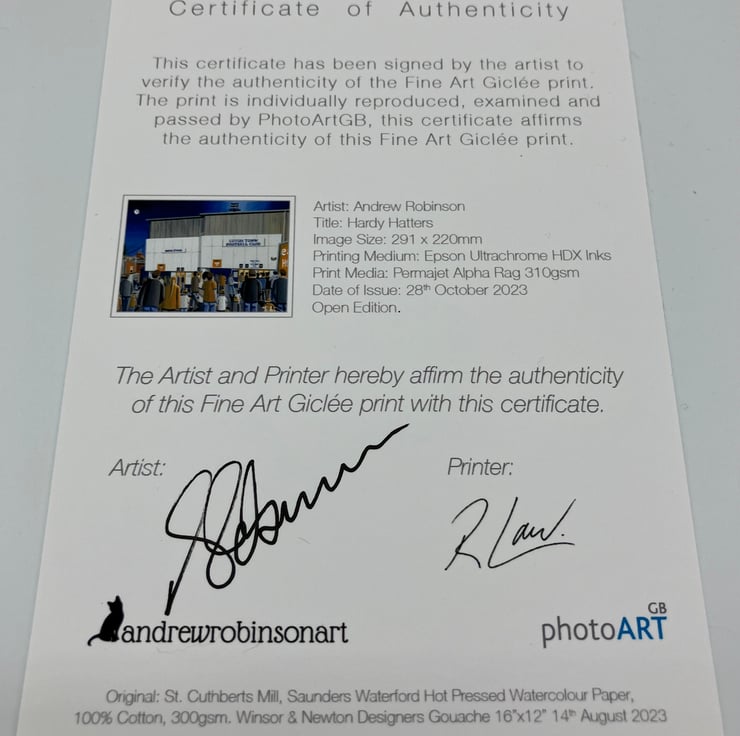 Certificate of Authenticity
This certificate has been signed by the artist to
verify the authenticity of the Fine Art Giclée print.
The print is individually reproduced, examined and
passed by PhotoArtGB, this certificate affirms
the authenticity of this Fine Art Giclée print.
LUTON TOWN
FOOTBALL CLUB
Artist: Andrew Robinson
Title: Hardy Hatters
Image Size: 291 x 220mm
Printing Medium: Epson Ultrachrome HDX Inks
Print Media: Permajet Alpha Rag 310gsm
Date of Issue: 28th October 2023
Open Edition.
The Artist and Printer hereby affirm the authenticity
of this Fine Art Giclée print with this certificate.
Artist:
Printer:
R Law.
andrewrobinsonart
photoARTGB
Original: St. Cuthberts Mill, Saunders Waterford Hot Pressed Watercolour Paper,
100% Cotton, 300gsm. Winsor & Newton Designers Gouache 16"x12" 14th August 2023